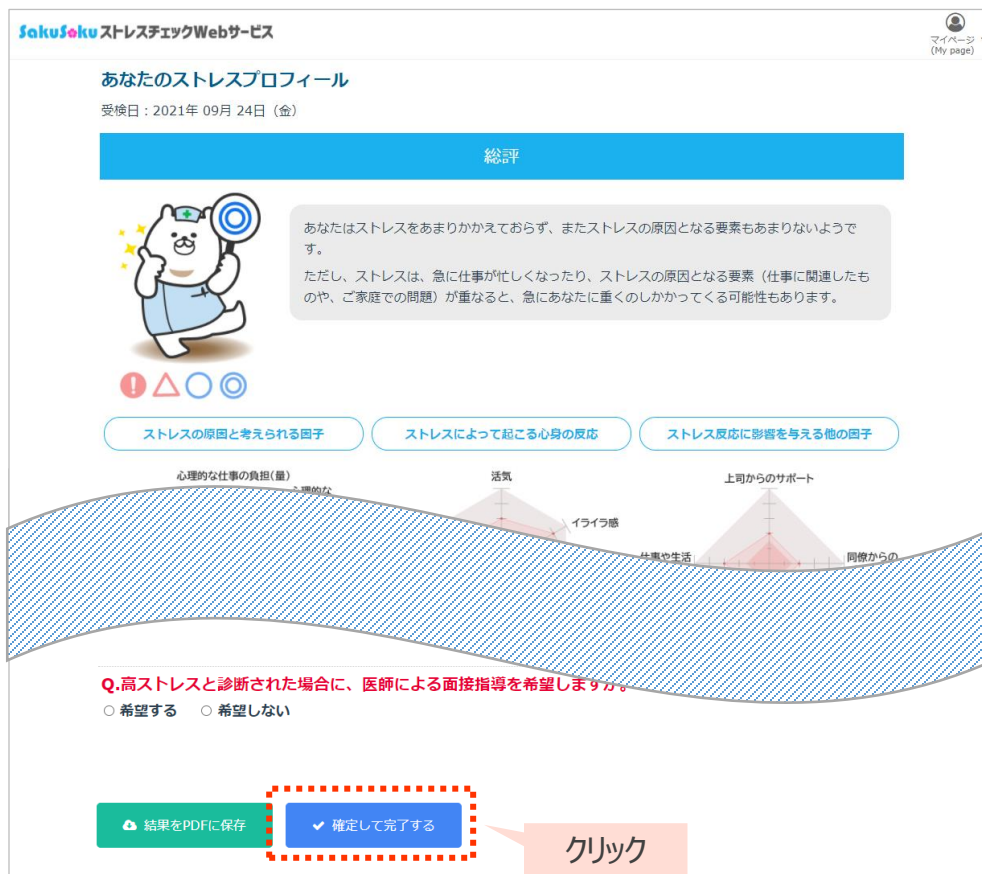 SakuSoku ストレスチェックWebサービス
マイページ
(My page)
あなたのストレスプロフィール
受検日：2021年 09月 24日（金）
総評
あなたはストレスをあまりかかえておらず、またストレスの原因となる要素もあまりないようで
す。
ただし、ストレスは、急に仕事が忙しくなったり、ストレスの原因となる要素（仕事に関連したも
のや、ご家庭での問題）が重なると、急にあなたに重くのしかかってくる可能性もあります。
ストレスの原因と考えられる因子
ストレスによって起こる心身の反応
ストレス反応に影響を与える他の因子
心理的な仕事の負担(量)
心理的な
活気
イライラ感
上司からのサポート
仕事や生活
同僚からの
Q.高ストレスと診断された場合に、医師による面接指導を希望しますか。
希望する
希望しない
結果をPDFに保存
確定して完了する
クリック